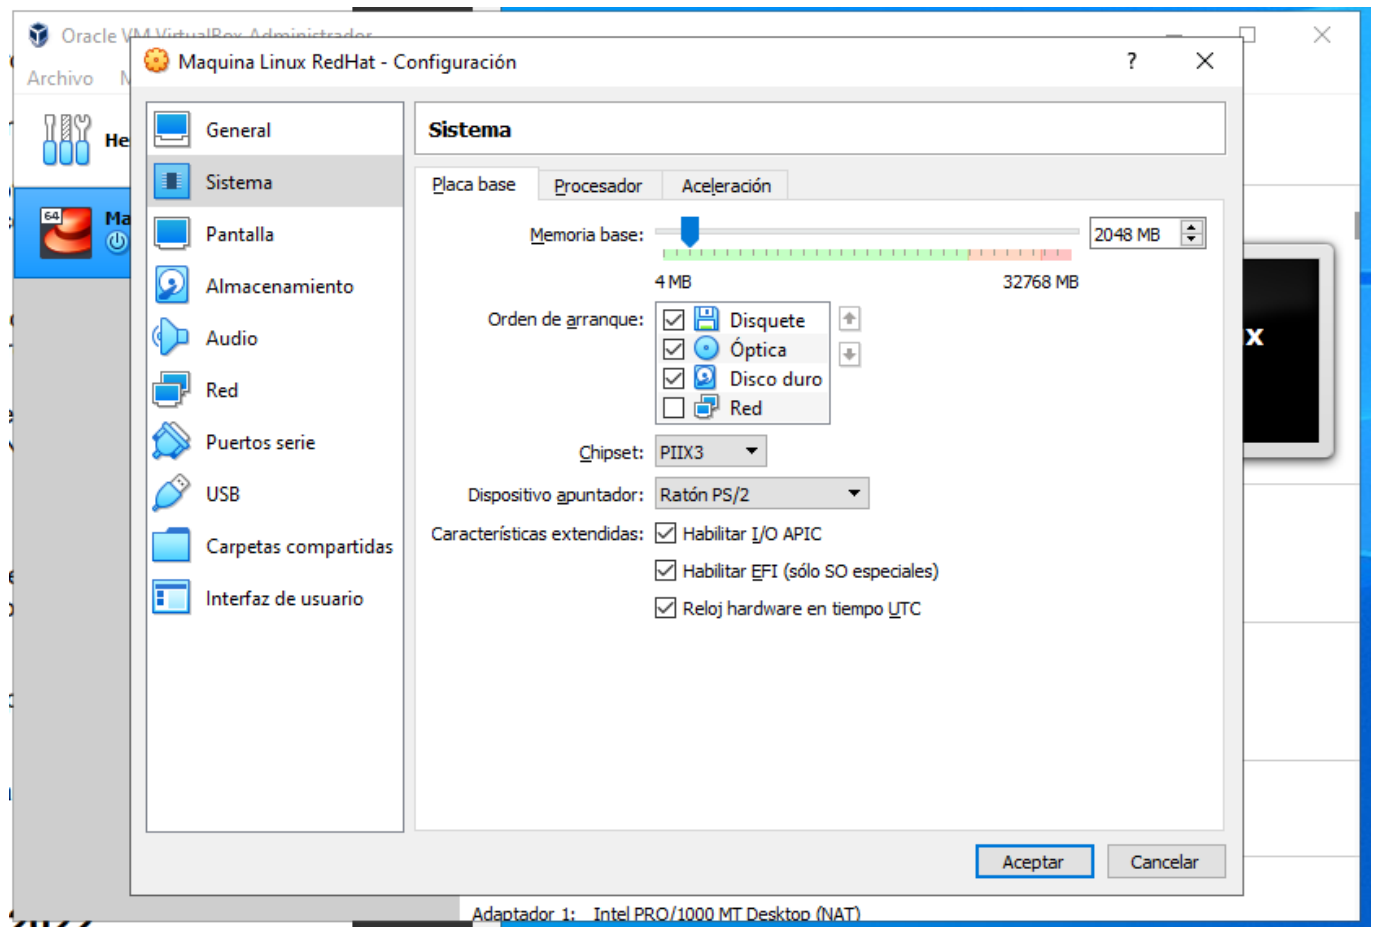 Oracle VM VirtualBox Administrador
Maquina Linux RedHat - Configuración
?
Archivo
General
Sistema
He
Sistema
Placa base
Procesador
Aceleración
64
Ma
Pantalla
Memoria base:
2048 MB
Almacenamiento
4 MB
32768 MB
Orden de arranque:
Disquete
Audio
Óptica
x
Disco duro
Red
Red
Puertos serie
Chipset:
PIIX3
USB
Dispositivo apuntador:
Ratón PS/2
Características extendidas:
Habilitar I/O APIC
Carpetas compartidas
Habilitar EFI (sólo SO especiales)
Interfaz de usuario
Reloj hardware en tiempo UTC
Aceptar
Cancelar
Adaptador 1: Intel PRO/1000 MT Desktop (NAT)